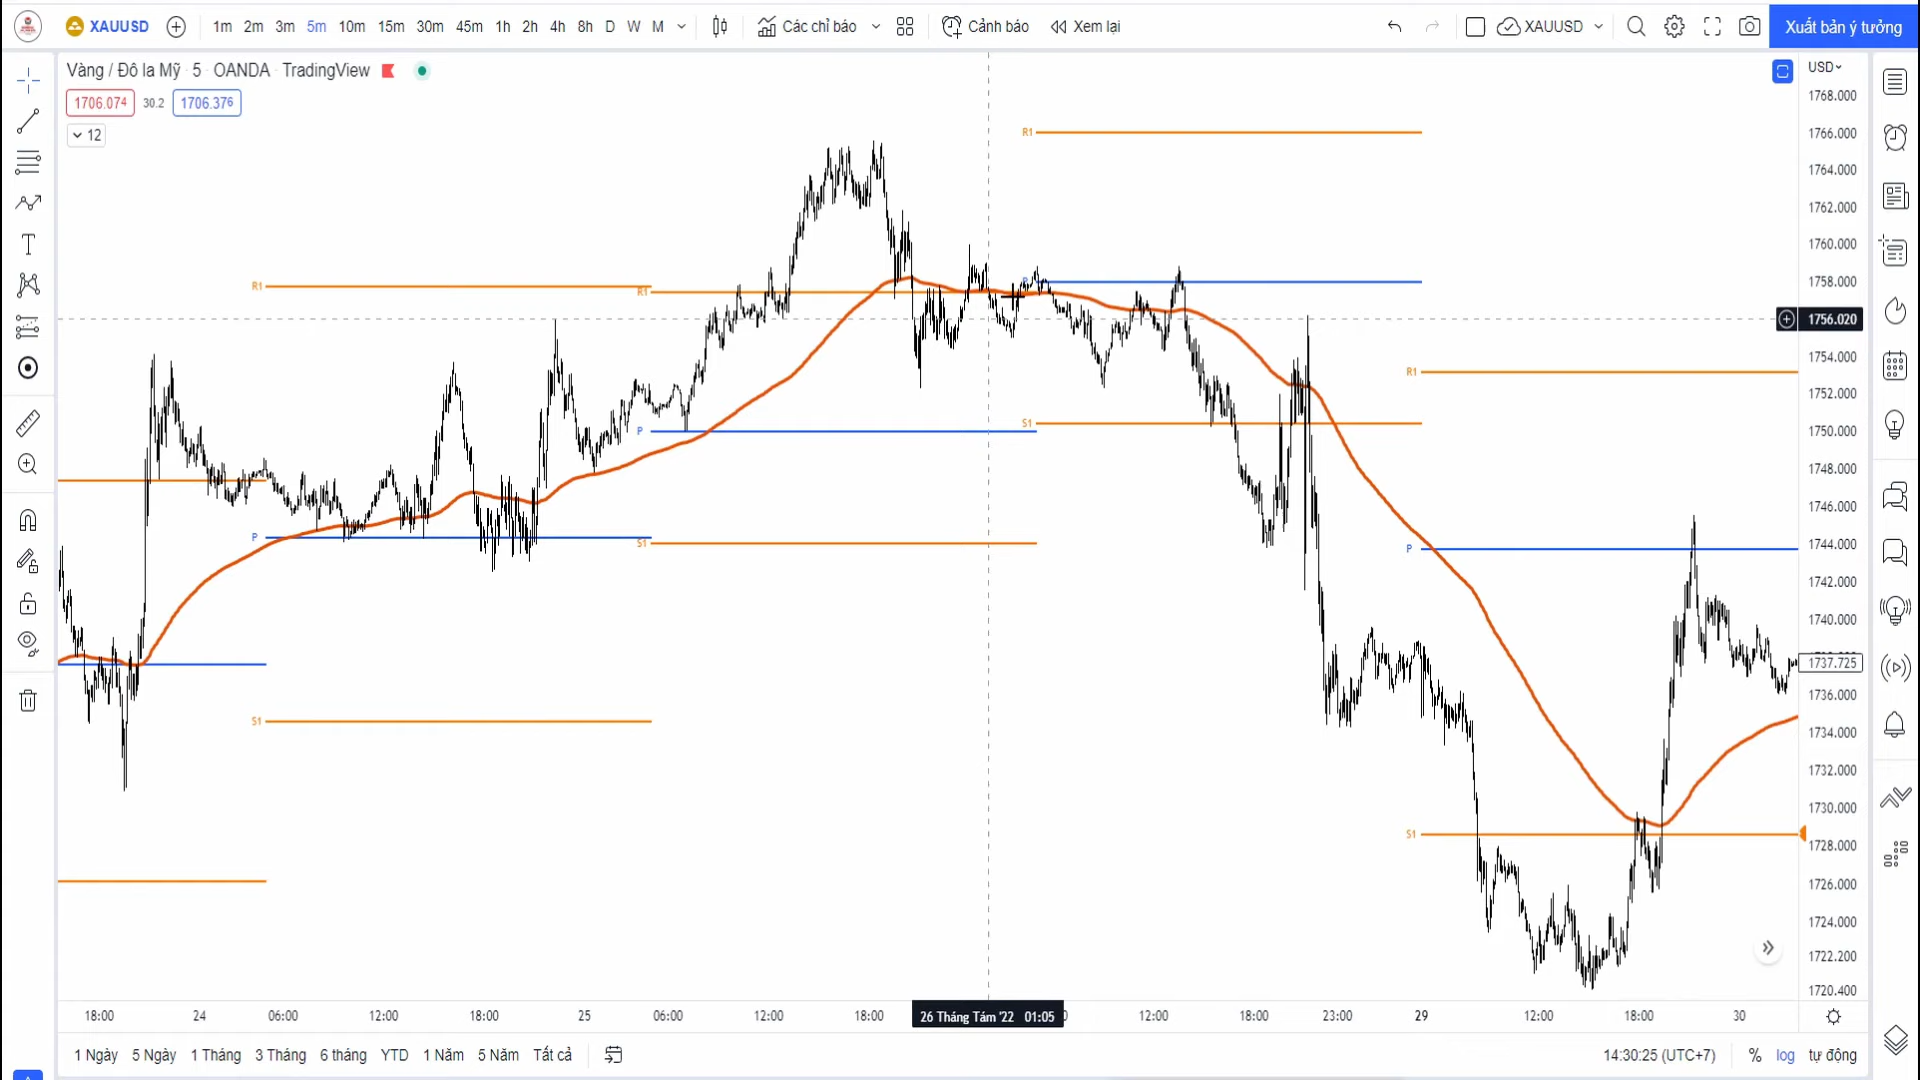 XAUUSD 1m 2m 3m 5m 10m 15m 30m 45m 1h 2h 4h 8h D W M Các chỉ báo Cảnh báo Xem lại XAUUSD Xuất bản ý tưởng
Vàng / Đô la Mỹ · 5 · OANDA · TradingView
USD
1706.074 30.2 1706.376
12
1768.000
1766.000
1764.000
1762.000
1760.000
1758.000
1756.020
1754.000
1752.000
1750.000
1748.000
1746.000
1744.000
1742.000
1740.000
1737.725
1736.000
1734.000
1732.000
1730.000
1728.000
1726.000
1724.000
1722.200
1720.400
R1
R1
R1
P
R1
P
S1
P
S1
P
S1
S1
18:00 24 06:00 12:00 18:00 25 06:00 12:00 18:00 26 Tháng Tám '22 01:05 12:00 18:00 23:00 29 12:00 18:00 30
1 Ngày 5 Ngày 1 Tháng 3 Tháng 6 tháng YTD 1 Năm 5 Năm Tất cả 14:30:25 (UTC+7) % log tự động